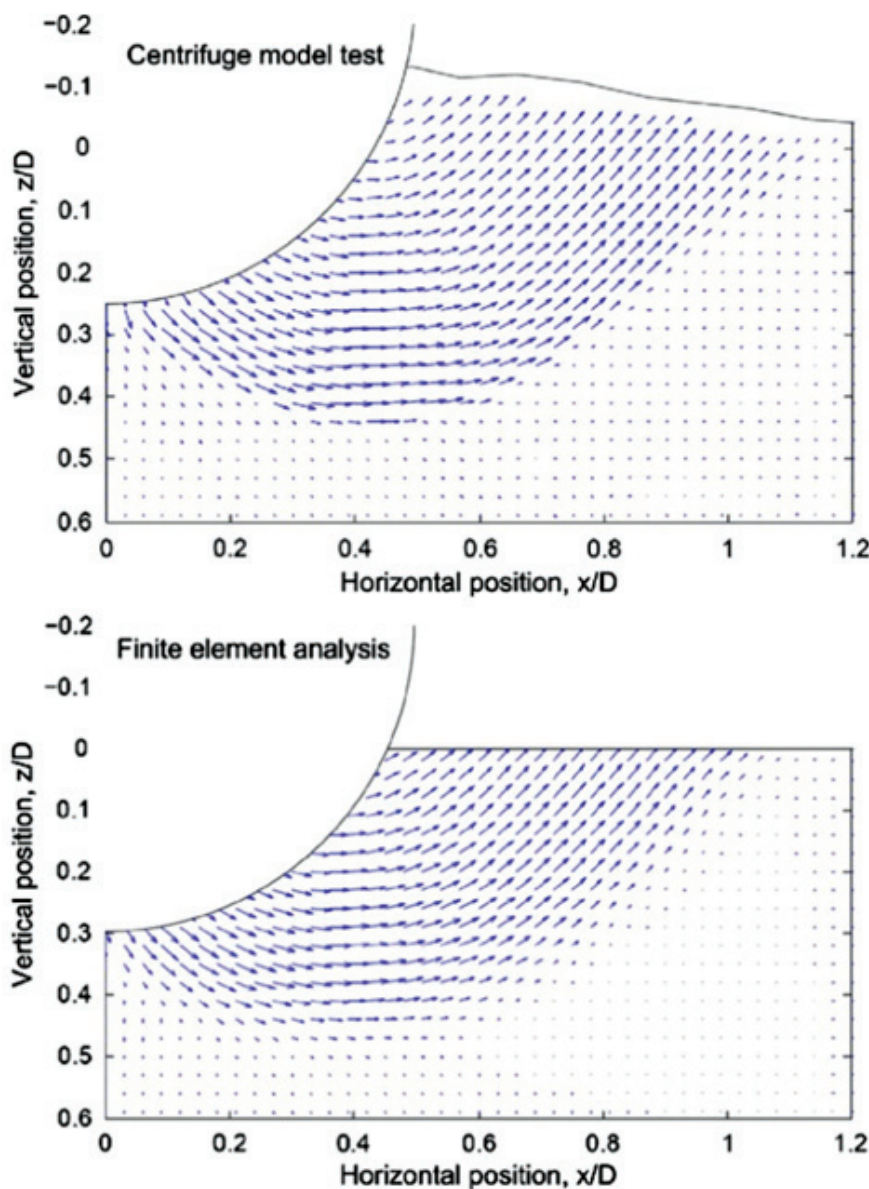 −0.2
Centrifuge model test
−0.1
0
0.1
0.2
0.3
0.4
0.5
0.6
Vertical position, z/D
0 0.2 0.4 0.6 0.8 1 1.2
Horizontal position, x/D
−0.2
Finite element analysis
−0.1
0
0.1
0.2
0.3
0.4
0.5
0.6
Vertical position, z/D
0 0.2 0.4 0.6 0.8 1 1.2
Horizontal position, x/D